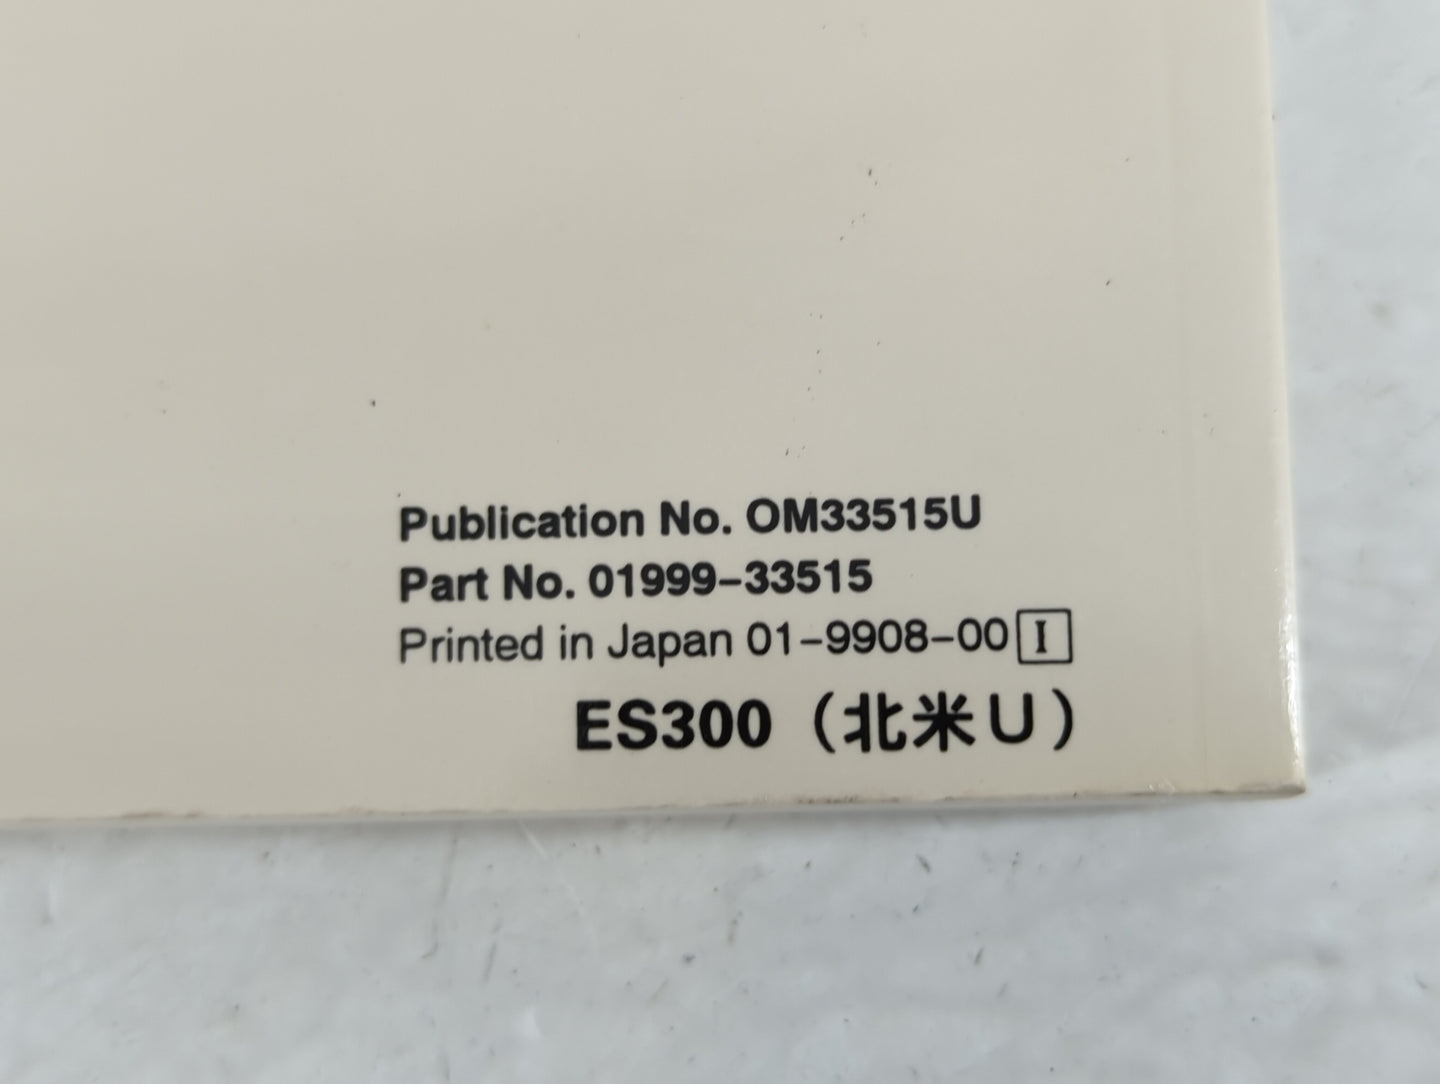 Publication No. OM33515U
Part No. 01999-33515
Printed in Japan 01-9908-00 I
ES300 （北米U）